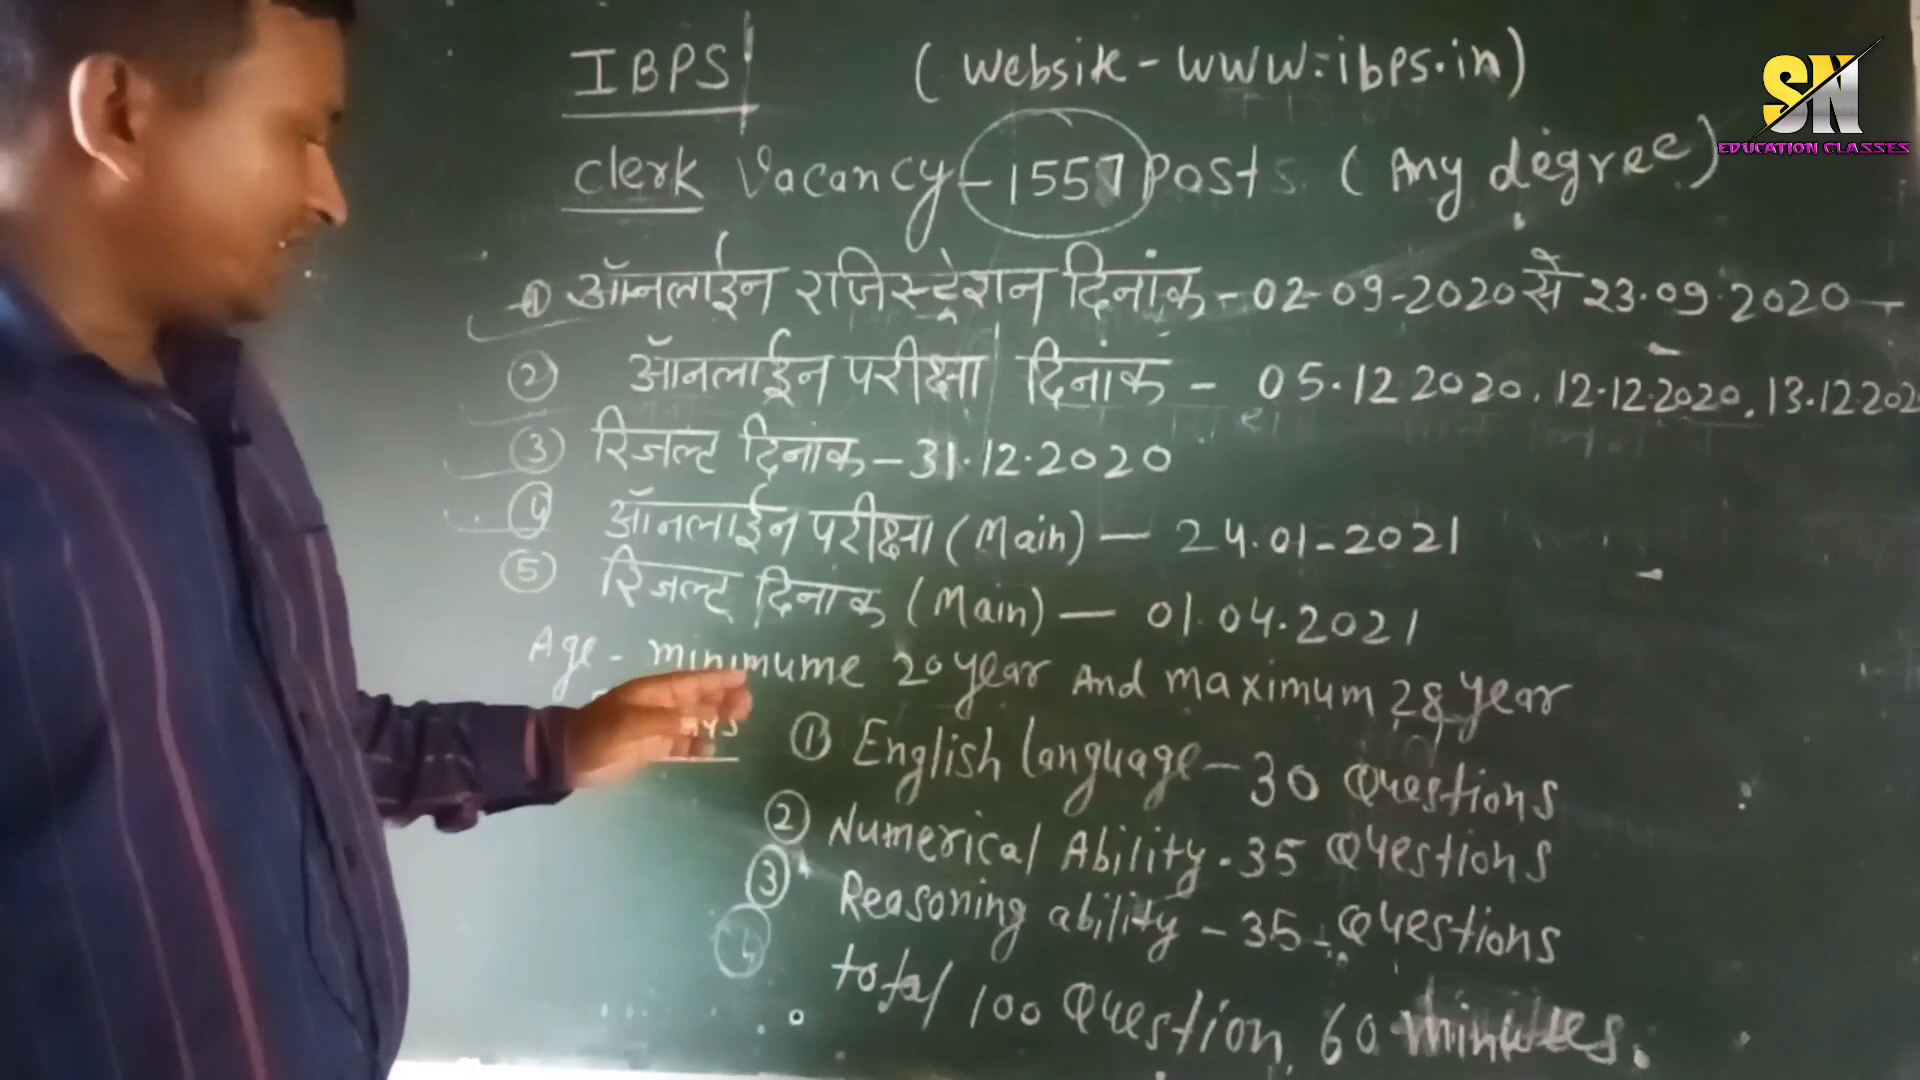 IBPS (Website - www.ibps.in)
SN
EDUCATION CLASSES
Clerk Vacancy - 1557 Posts (Any degree)
① ऑनलाईन रजिस्ट्रेशन दिनांक - 02-09-2020 से 23.09.2020 -
② ऑनलाईन परीक्षा दिनांक - 05.12 2020, 12.12.2020, 13.12.202
③ रिजल्ट दिनाक - 31.12.2020
④ ऑनलाईन परीक्षा (Main) - 24.01-2021
⑤ रिजल्ट दिनाक (Main) - 01.04.2021
Age - minimume 20 year And maximum 28 year
① English language - 30 Questions
② Numerical Ability - 35 Questions
③ Reasoning ability - 35 - Questions
④ total 100 Question, 60 minutes.